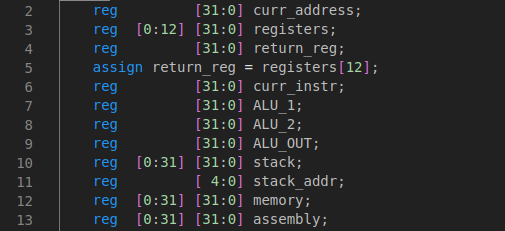 2 reg [31:0] curr_address;
3 reg [0:12] [31:0] registers;
4 reg [31:0] return_reg;
5 assign return_reg = registers[12];
6 reg [31:0] curr_instr;
7 reg [31:0] ALU_1;
8 reg [31:0] ALU_2;
9 reg [31:0] ALU_OUT;
10 reg [0:31] [31:0] stack;
11 reg [ 4:0] stack_addr;
12 reg [0:31] [31:0] memory;
13 reg [0:31] [31:0] assembly;